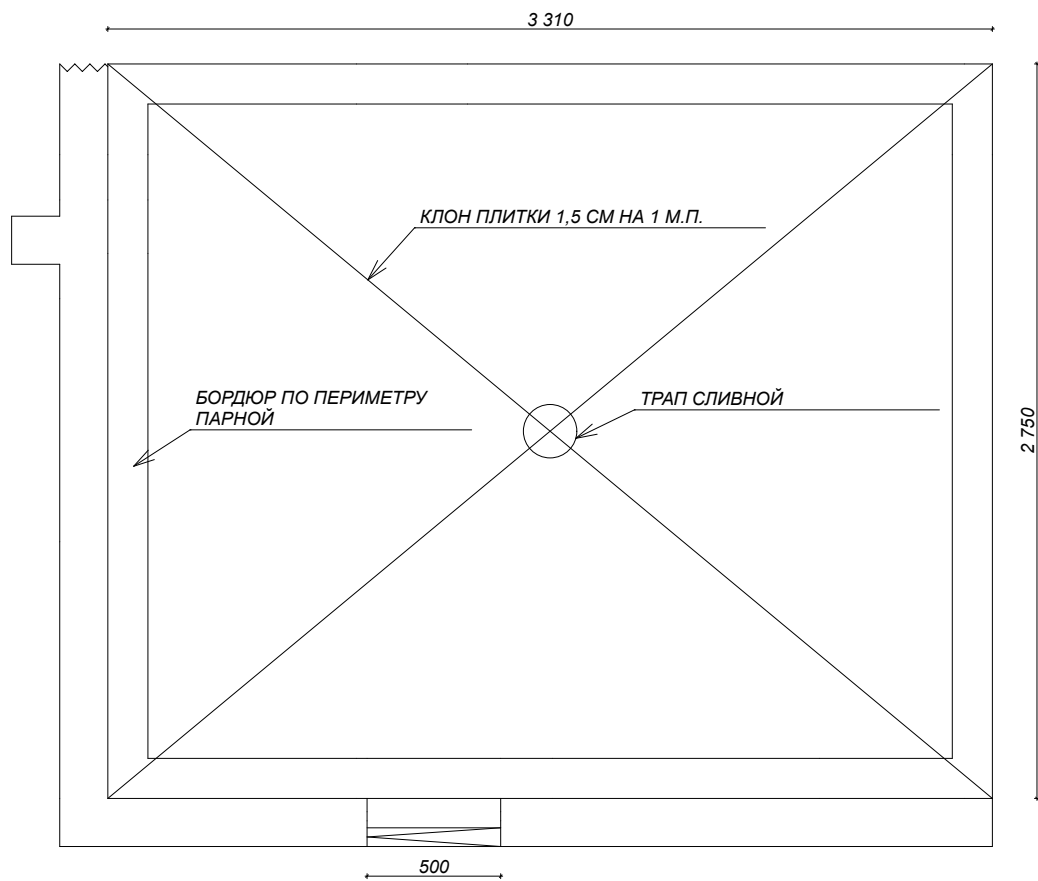 3 310
КЛОН ПЛИТКИ 1,5 СМ НА 1 М.П.
БОРДЮР ПО ПЕРИМЕТРУ
ПАРНОЙ
ТРАП СЛИВНОЙ
2 750
500